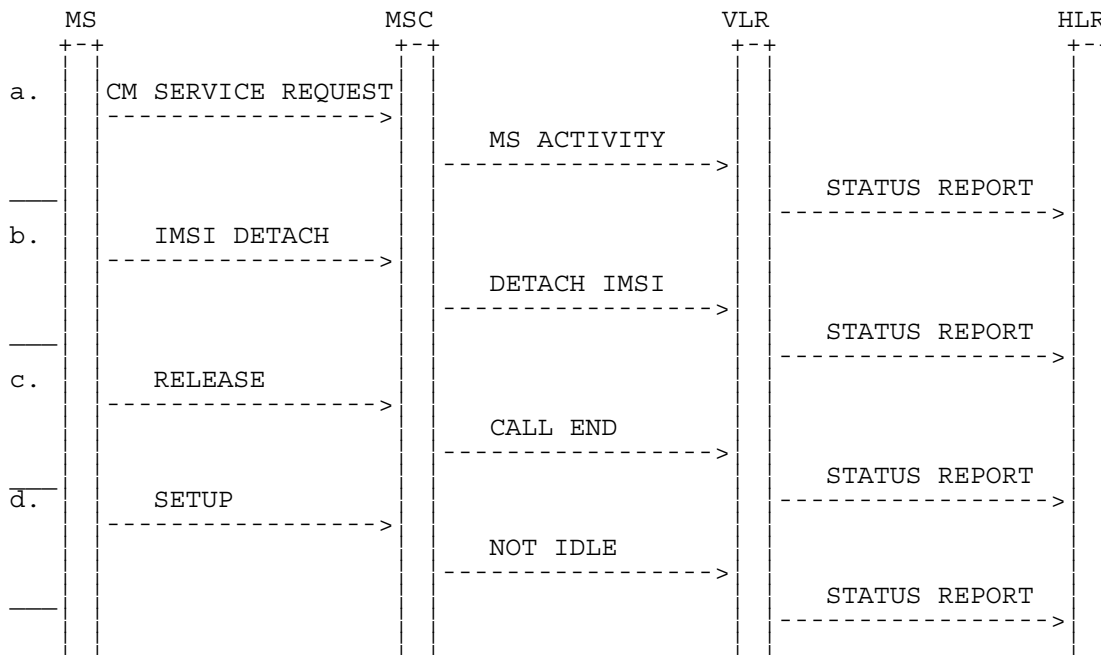 MS MSC VLR HLR
a. CM SERVICE REQUEST
MS ACTIVITY
STATUS REPORT
b. IMSI DETACH
DETACH IMSI
STATUS REPORT
c. RELEASE
CALL END
STATUS REPORT
d. SETUP
NOT IDLE
STATUS REPORT